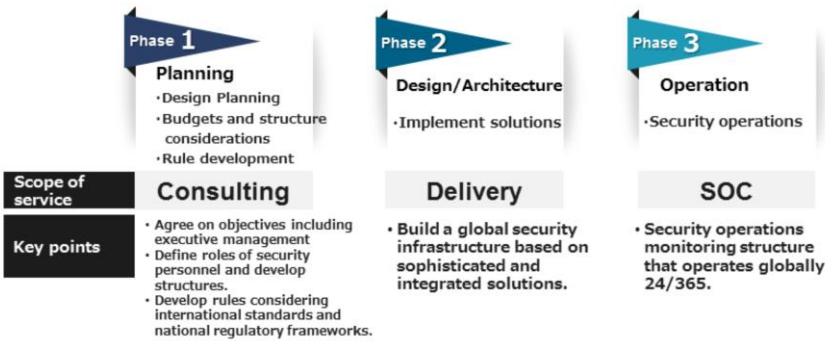 Phase 1
Planning
・Design Planning
・Budgets and structure
considerations
・Rule development
Phase 2
Design/Architecture
・Implement solutions
Phase 3
Operation
・Security operations
Scope of
service
Consulting
Delivery
SOC
Key points
・Agree on objectives including
executive management
・Define roles of security
personnel and develop
structures.
・Develop rules considering
international standards and
national regulatory frameworks.
・Build a global security
infrastructure based on
sophisticated and
integrated solutions.
・Security operations
monitoring structure
that operates globally
24/365.